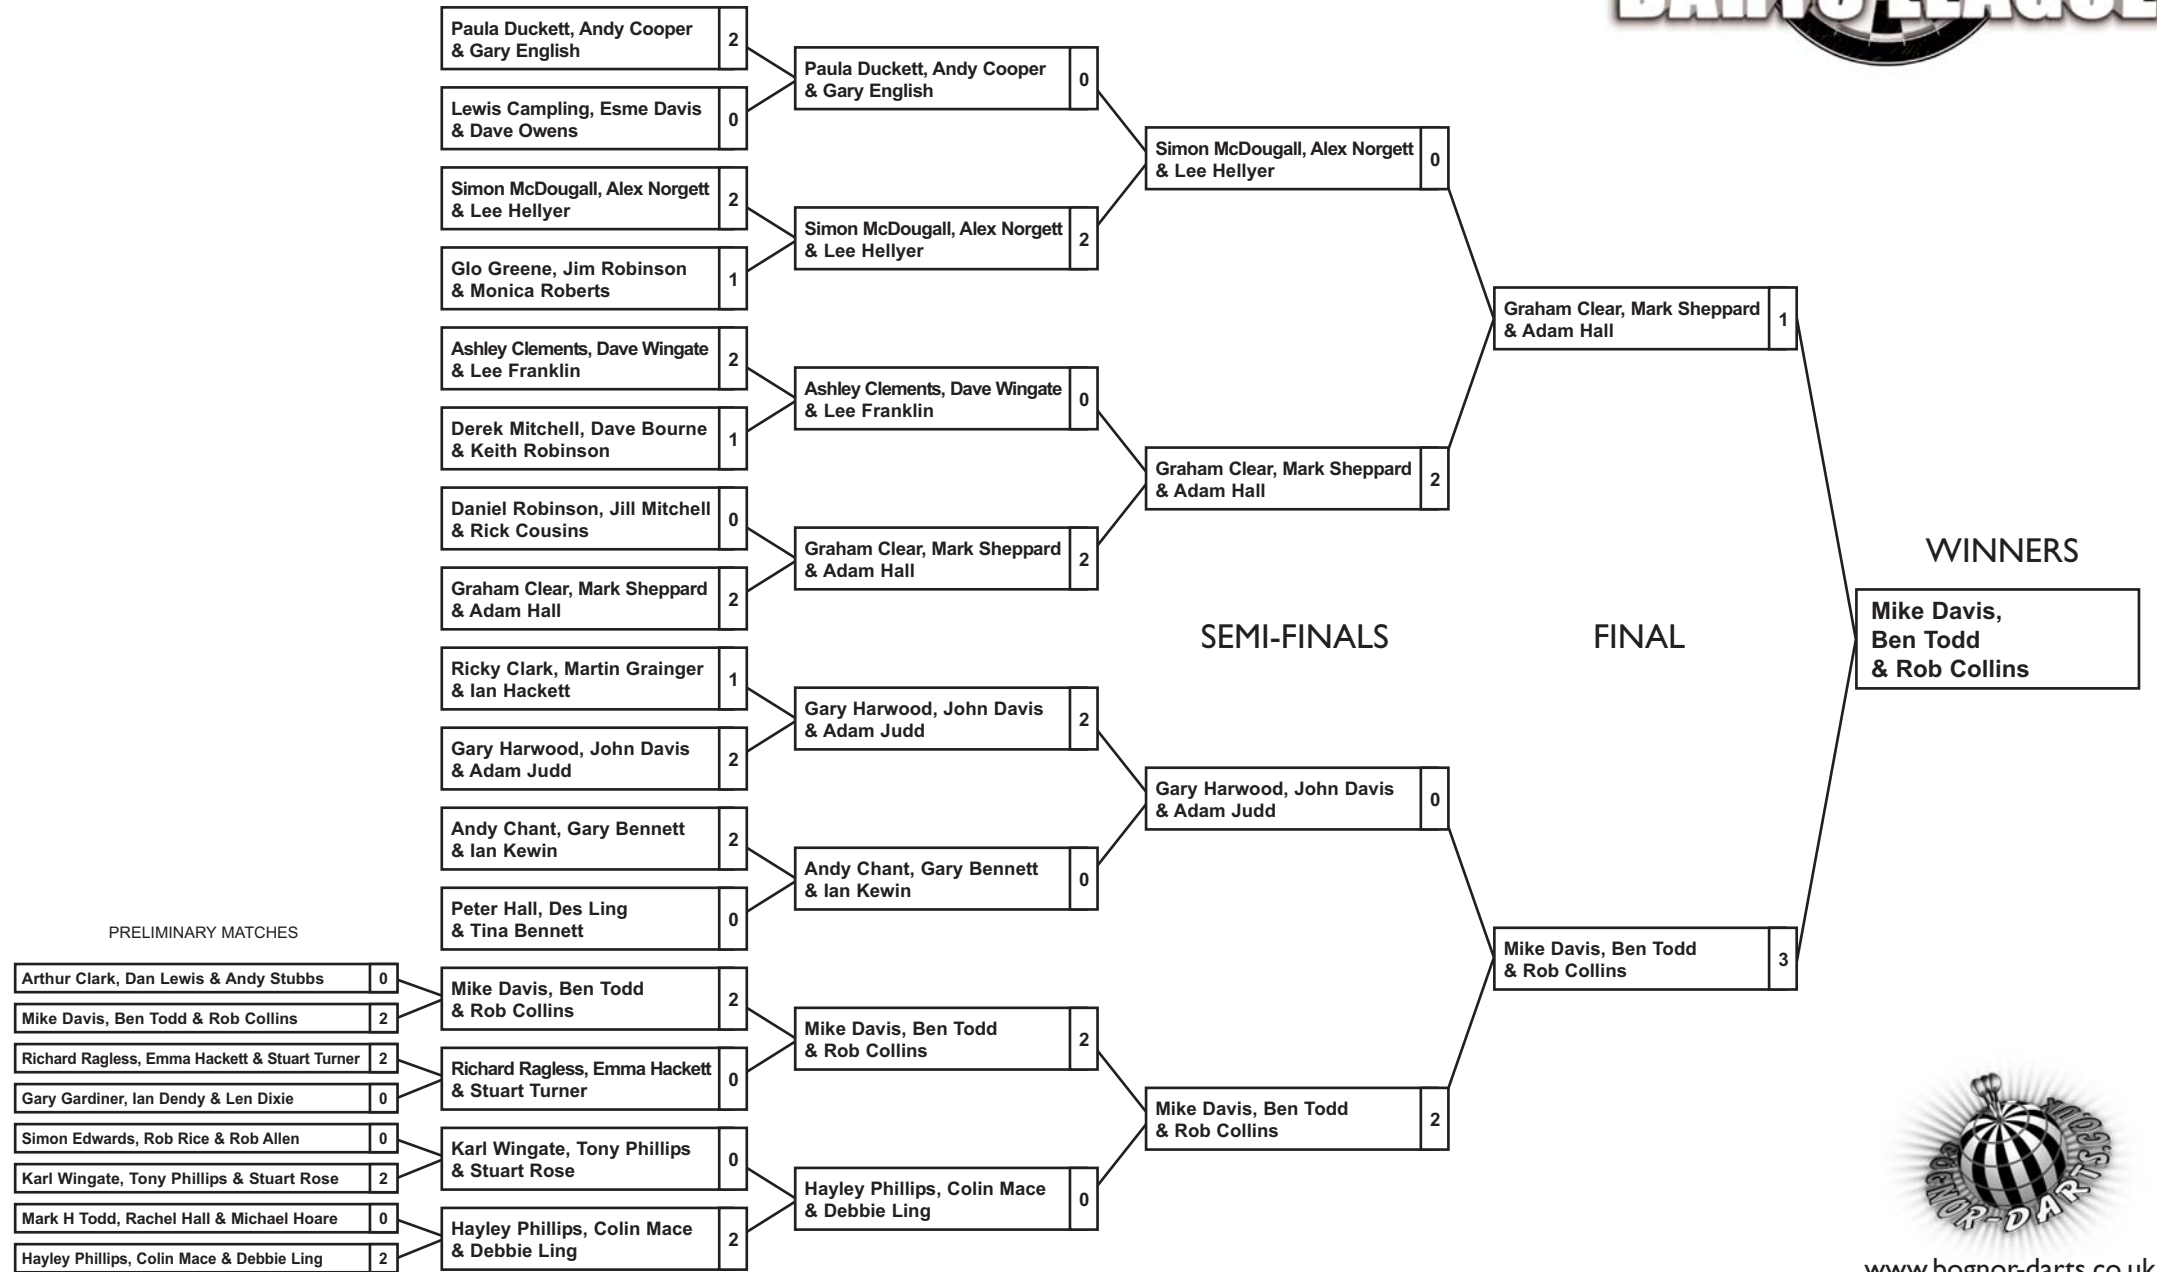 DARTS LEAGUE
Paula Duckett, Andy Cooper
& Gary English
2
Lewis Campling, Esme Davis
& Dave Owens
0
Simon McDougall, Alex Norgett
& Lee Hellyer
2
Glo Greene, Jim Robinson
& Monica Roberts
1
Ashley Clements, Dave Wingate
& Lee Franklin
2
Derek Mitchell, Dave Bourne
& Keith Robinson
1
Daniel Robinson, Jill Mitchell
& Rick Cousins
0
Graham Clear, Mark Sheppard
& Adam Hall
2
Ricky Clark, Martin Grainger
& Ian Hackett
1
Gary Harwood, John Davis
& Adam Judd
2
Andy Chant, Gary Bennett
& Ian Kewin
2
Peter Hall, Des Ling
& Tina Bennett
0
PRELIMINARY MATCHES
Arthur Clark, Dan Lewis & Andy Stubbs
0
Mike Davis, Ben Todd & Rob Collins
2
Richard Ragless, Emma Hackett & Stuart Turner
2
Gary Gardiner, Ian Dendy & Len Dixie
0
Simon Edwards, Rob Rice & Rob Allen
0
Karl Wingate, Tony Phillips & Stuart Rose
2
Mark H Todd, Rachel Hall & Michael Hoare
0
Hayley Phillips, Colin Mace & Debbie Ling
2
Mike Davis, Ben Todd
& Rob Collins
2
Richard Ragless, Emma Hackett
& Stuart Turner
0
Karl Wingate, Tony Phillips
& Stuart Rose
0
Hayley Phillips, Colin Mace
& Debbie Ling
2
Paula Duckett, Andy Cooper
& Gary English
0
Simon McDougall, Alex Norgett
& Lee Hellyer
2
Ashley Clements, Dave Wingate
& Lee Franklin
0
Graham Clear, Mark Sheppard
& Adam Hall
2
Gary Harwood, John Davis
& Adam Judd
2
Andy Chant, Gary Bennett
& Ian Kewin
0
Mike Davis, Ben Todd
& Rob Collins
2
Hayley Phillips, Colin Mace
& Debbie Ling
0
Simon McDougall, Alex Norgett
& Lee Hellyer
0
Graham Clear, Mark Sheppard
& Adam Hall
2
SEMI-FINALS
Gary Harwood, John Davis
& Adam Judd
0
Mike Davis, Ben Todd
& Rob Collins
2
Graham Clear, Mark Sheppard
& Adam Hall
1
FINAL
Mike Davis, Ben Todd
& Rob Collins
3
WINNERS
Mike Davis,
Ben Todd
& Rob Collins
BOGNOR-DARTS.CO.UK
www.bognor-darts.co.uk